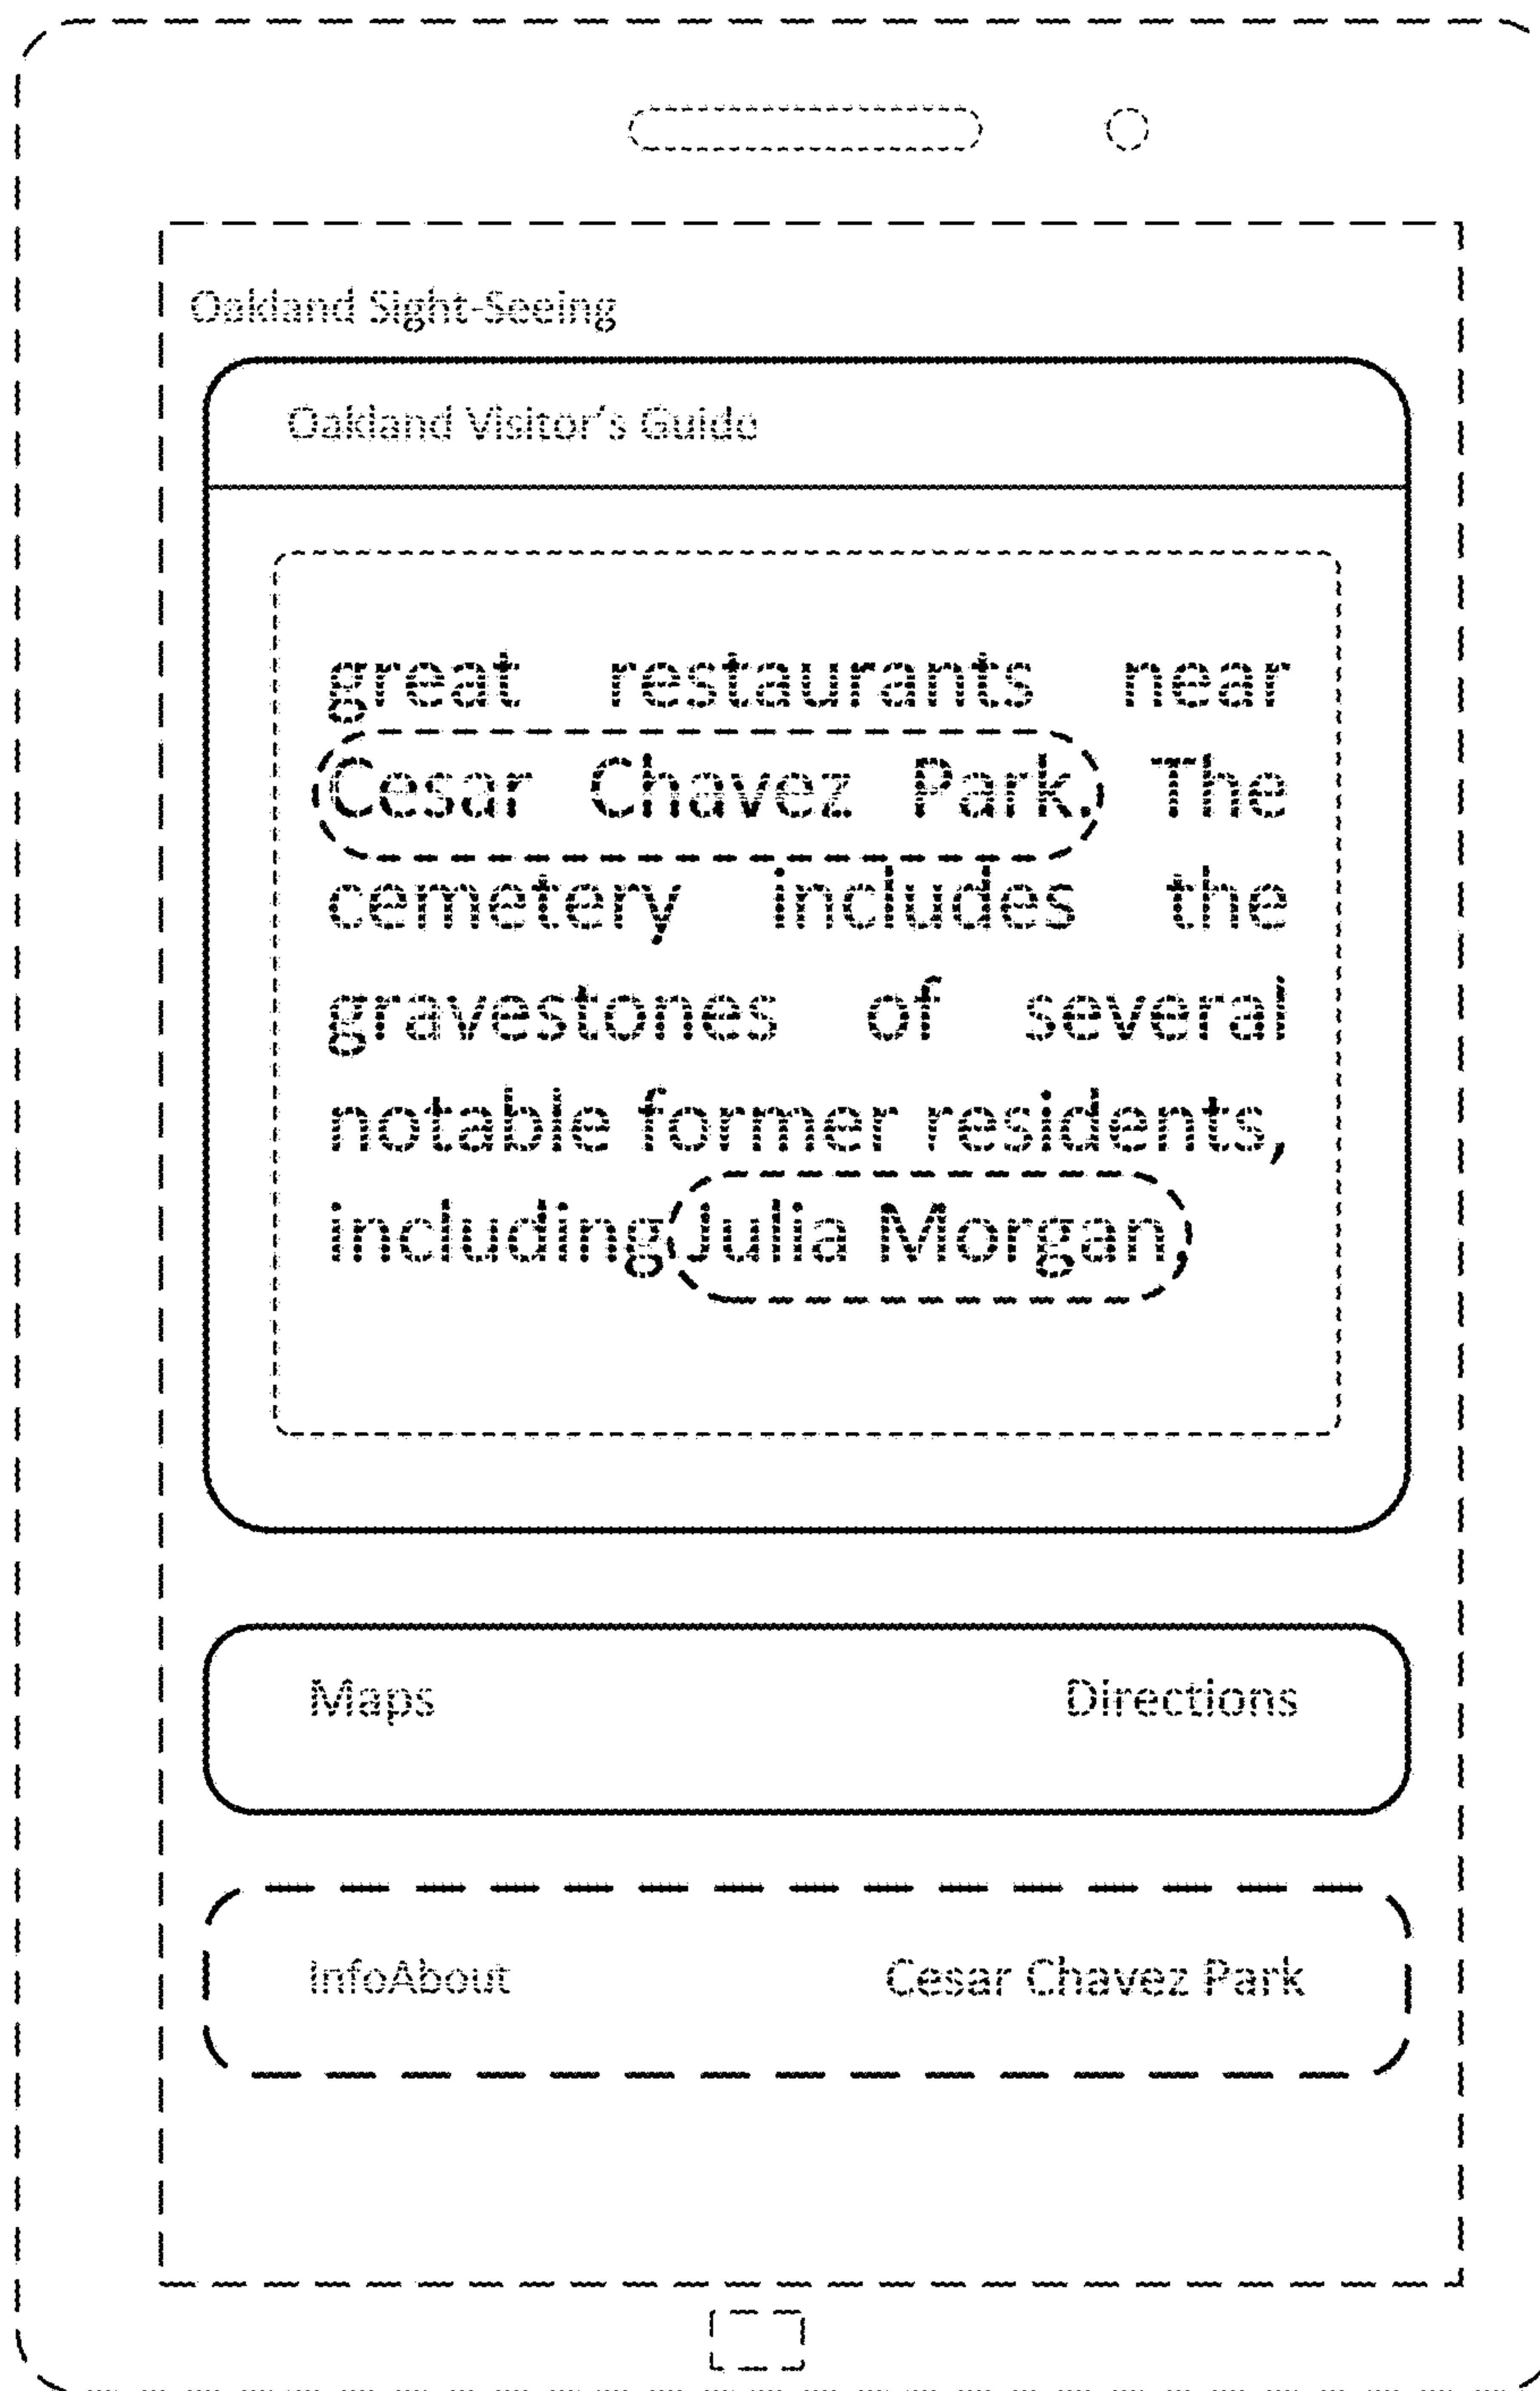 Oakland Sight-Seeing
Oakland Visitor's Guide
great restaurants near
Cesar Chavez Park. The
cemetery includes the
gravestones of several
notable former residents,
including Julia Morgan,
Maps Directions
InfoAbout Cesar Chavez Park